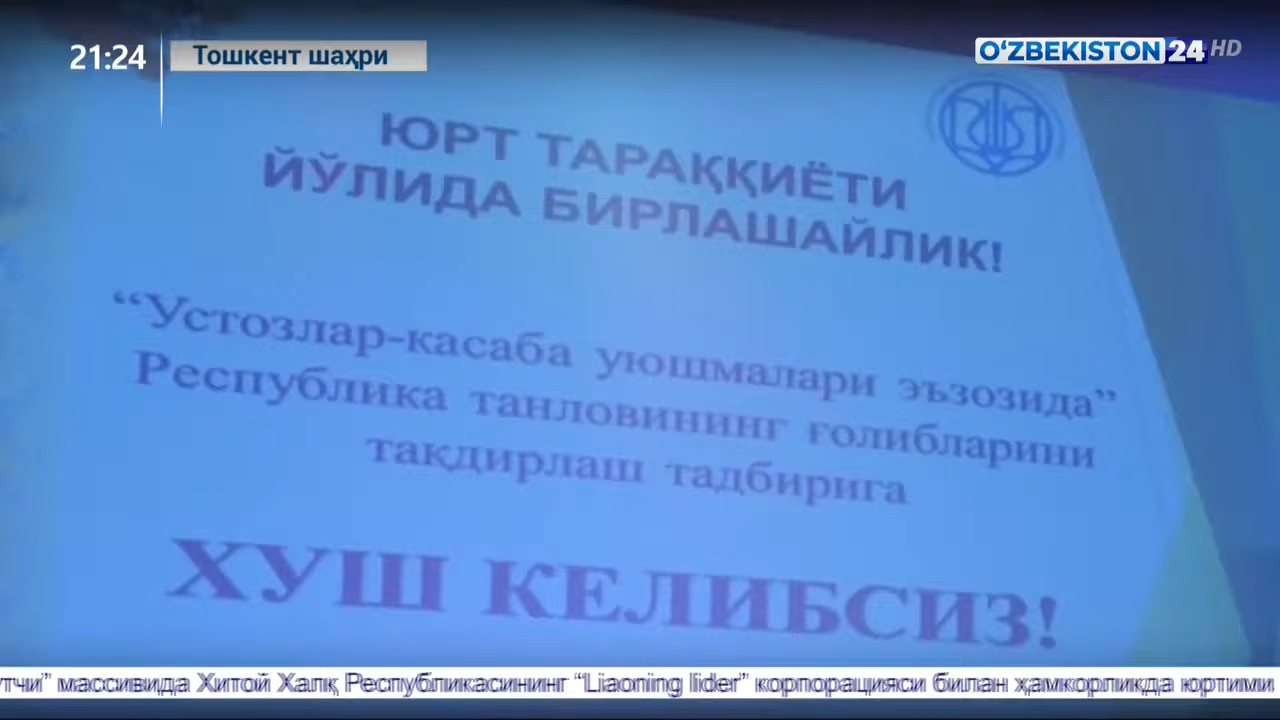 21:24
Тошкент шаҳри
O‘ZBEKISTON 24 HD
ЮРТ ТАРАҚҚИЁТИ
ЙЎЛИДА БИРЛАШАЙЛИК!
“Устозлар-касаба уюшмалари эъзозида”
Республика танловининг ғолибларини
тақдирлаш тадбирига
ХУШ КЕЛИБСИЗ!
массивида Хитой Халқ Республикасининг “Liaoning lider” корпорацияси билан ҳамкорликда юртими